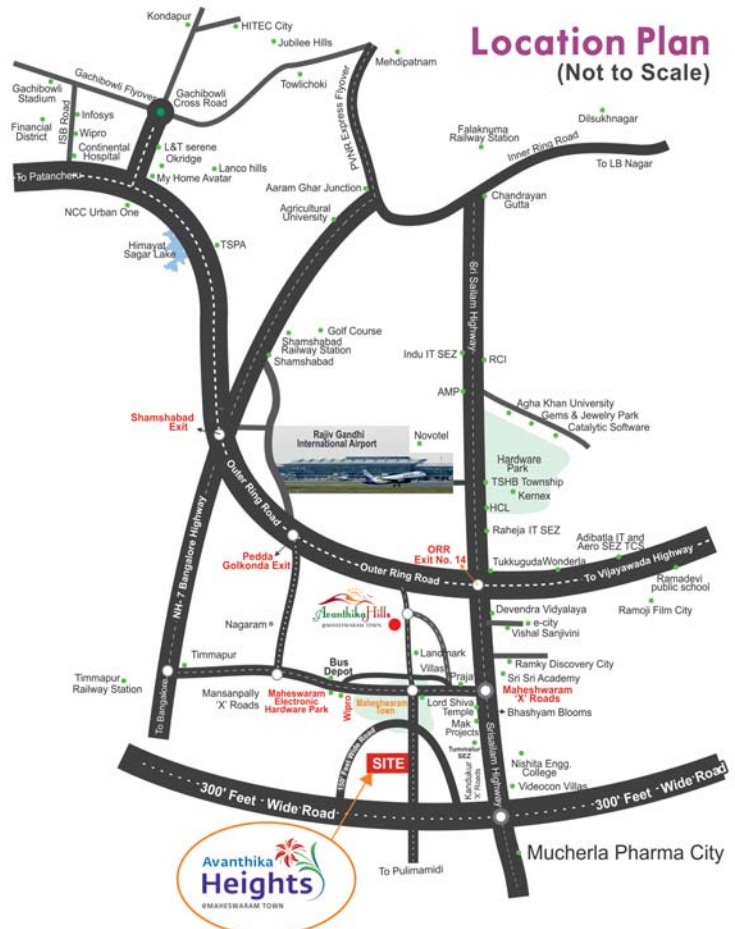 Location Plan
(Not to Scale)
Kondapur
HITEC City
Jubilee Hills
Mehdipatnam
Towlichoki
Gachibowli Flyover
Gachibowli
Cross Road
Gachibowli
Stadium
ISB Road
Infosys
Financial
District
Wipro
Continental
Hospital
L&T serene
Okridge
Lanco hills
My Home Avatar
To Patancheru
NCC Urban One
Himayat
Sagar Lake
TSPA
PVNR Express Flyover
Aaram Ghar Junction
Agricultural
University
Falaknuma
Railway Station
Dilsukhnagar
Inner Ring Road
To LB Nagar
Chandrayan
Gutta
Sri Sailam Highway
Golf Course
Shamshabad
Railway Station
Shamshabad
Indu IT SEZ
RCI
AMP
Agha Khan University
Gems & Jewelry Park
Catalytic Software
Shamshabad
Exit
Rajiv Gandhi
International Airport
Novotel
Hardware
Park
TSHB Township
Kernex
HCL
Raheja IT SEZ
Outer Ring Road
NH- 7 Bangalore Highway
Pedda
Golkonda Exit
ORR
Exit No. 14
Adibatla IT and
Aero SEZ TCS
Tukkuguda
Wonderla
Outer Ring Road
To Vijayawada Highway
Ramadevi
public school
Ramoji Film City
Avanthika Hills
@MAHESWARAM TOWN
Devendra Vidyalaya
e-city
Vishal Sanjivini
Nagaram
Landmark
Villas
Timmapur
Bus
Depot
Praja
Ramky Discovery City
Sri Sri Academy
Timmapur
Railway Station
Mansanpally
'X' Roads
Maheswaram
Electronic
Hardware Park
Wipro
Maheshwaram
Town
Lord Shiva
Temple
Maheshwaram
'X' Roads
Bhashyam Blooms
Mak
Projects
Tummalur
SEZ
To Bangalore
150' Feet Wide Road
SITE
Kandukur
'X' Roads
Srisailam Highway
Nishita Engg.
College
Videocon Villas
300' Feet Wide Road
300' Feet Wide Road
Avanthika
Heights
@MAHESWARAM TOWN
To Pulimamidi
Mucherla Pharma City